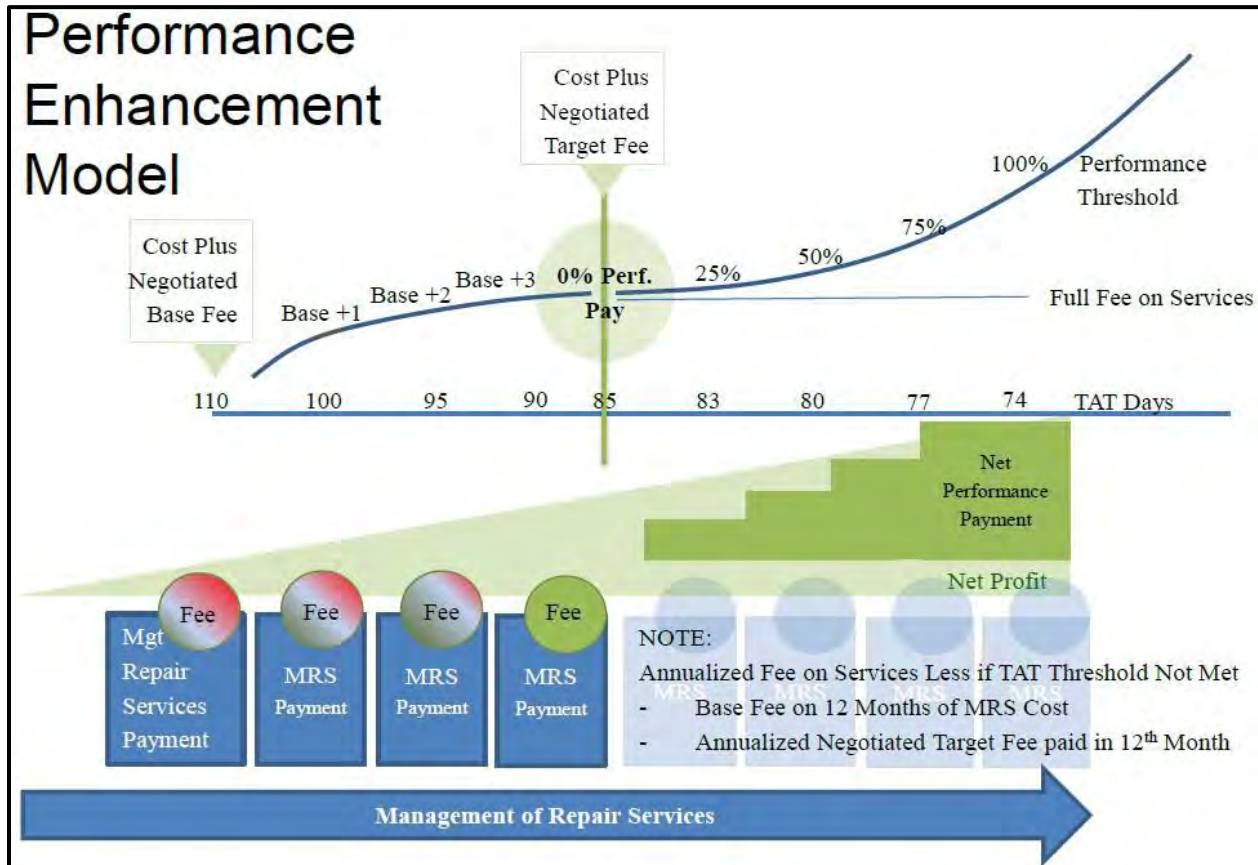 Performance
Enhancement
Model
Cost Plus
Negotiated
Target Fee
Cost Plus
Negotiated
Base Fee
Base +1
Base +2
Base +3
0% Perf.
Pay
25%
50%
75%
100%
Performance
Threshold
Full Fee on Services
110 100 95 90 85 83 80 77 74 TAT Days
Net
Performance
Payment
Net Profit
Fee
Mgt
Repair
Services
Payment
Fee
MRS
Payment
Fee
MRS
Payment
Fee
MRS
Payment
MRS
MRS
MRS
MRS
NOTE:
Annualized Fee on Services Less if TAT Threshold Not Met
- Base Fee on 12 Months of MRS Cost
- Annualized Negotiated Target Fee paid in 12th Month
Management of Repair Services